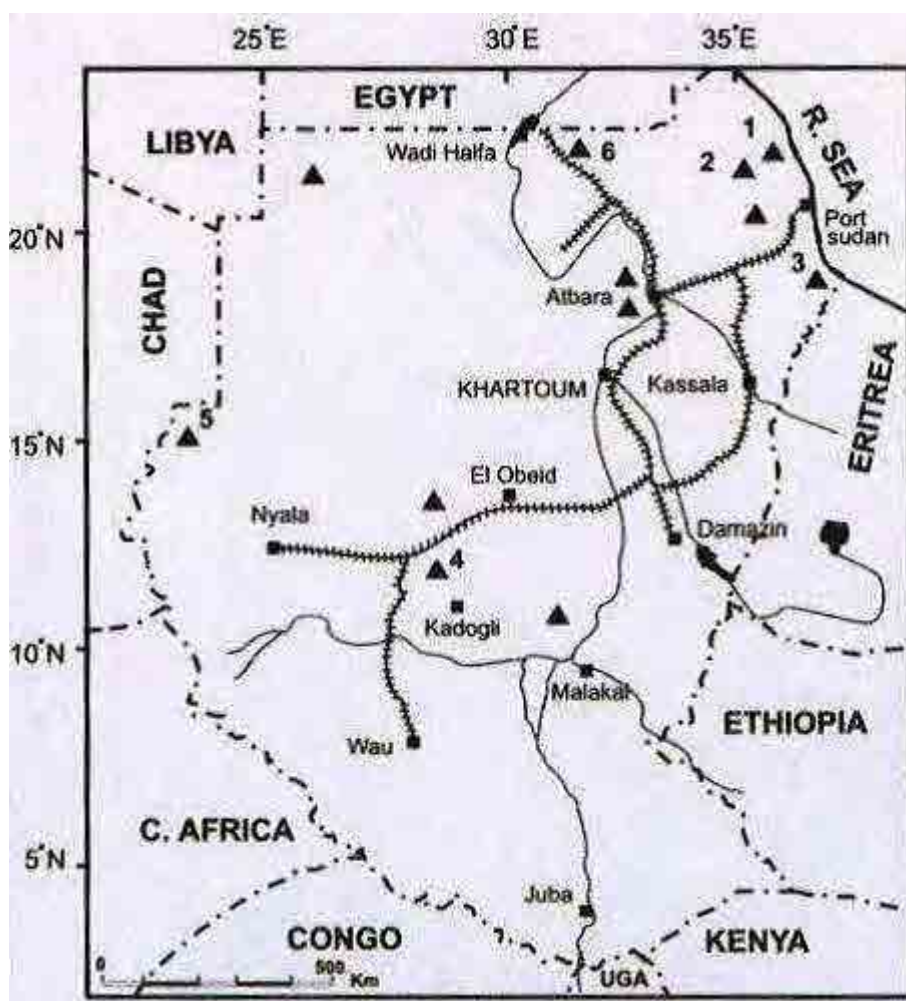 25°E 30°E 35°E
EGYPT
LIBYA
R. SEA
1
2
6
Wadi Halfa
20°N
Port
sudan
3
CHAD
Atbara
KHARTOUM
Kassala
ERITREA
5
15°N
El Obeid
Nyala
Damazin
4
Kadogli
10°N
Malakal
ETHIOPIA
Wau
C. AFRICA
5°N
Juba
CONGO
KENYA
UGA
0 500
Km